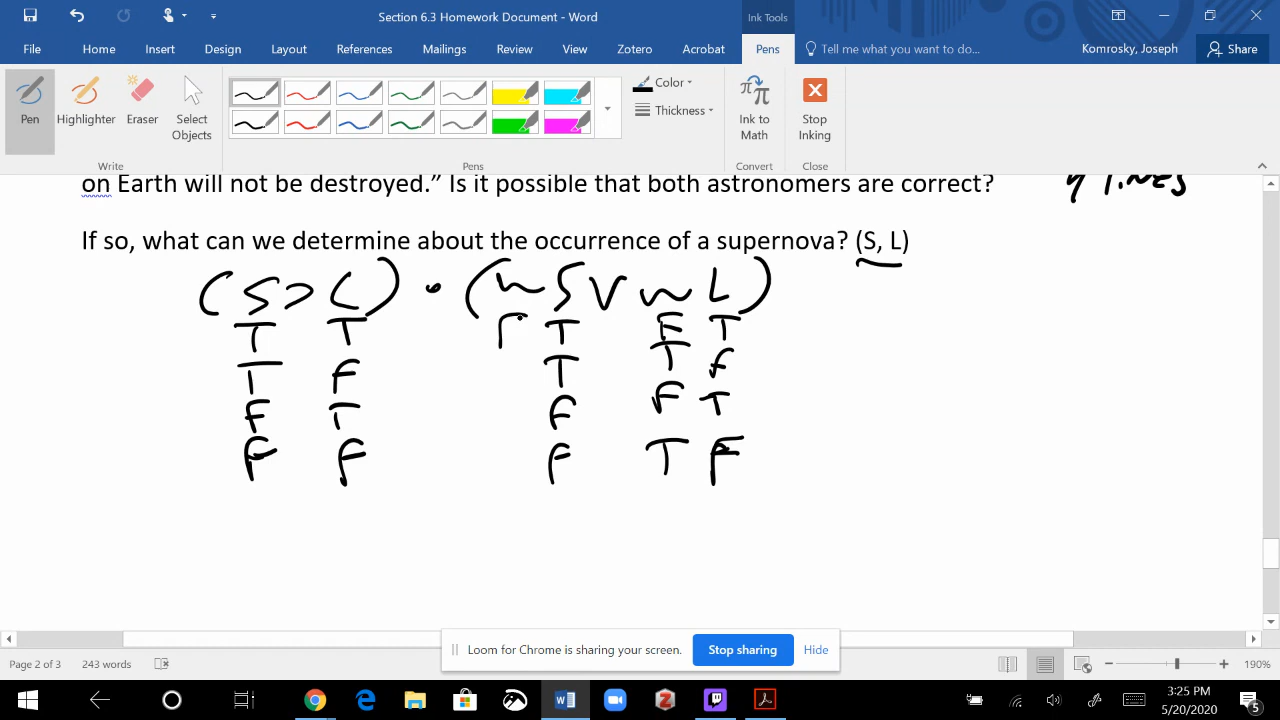 Section 6.3 Homework Document - Word
Ink Tools
File Home Insert Design Layout References Mailings Review View Zotero Acrobat Pens Tell me what you want to do... Komrosky, Joseph Share
Pen Highlighter Eraser Select Objects
Color
Thickness
Ink to Math
Stop Inking
Write Pens Convert Close
on Earth will not be destroyed.” Is it possible that both astronomers are correct?
If so, what can we determine about the occurrence of a supernova? (S, L)
(S ⊃ L) • (~S v ~L)
T T F T F T
T F T T F
F T F F T
F F F T F
Loom for Chrome is sharing your screen. Stop sharing Hide
Page 2 of 3 243 words 190%
3:25 PM
5/20/2020
5